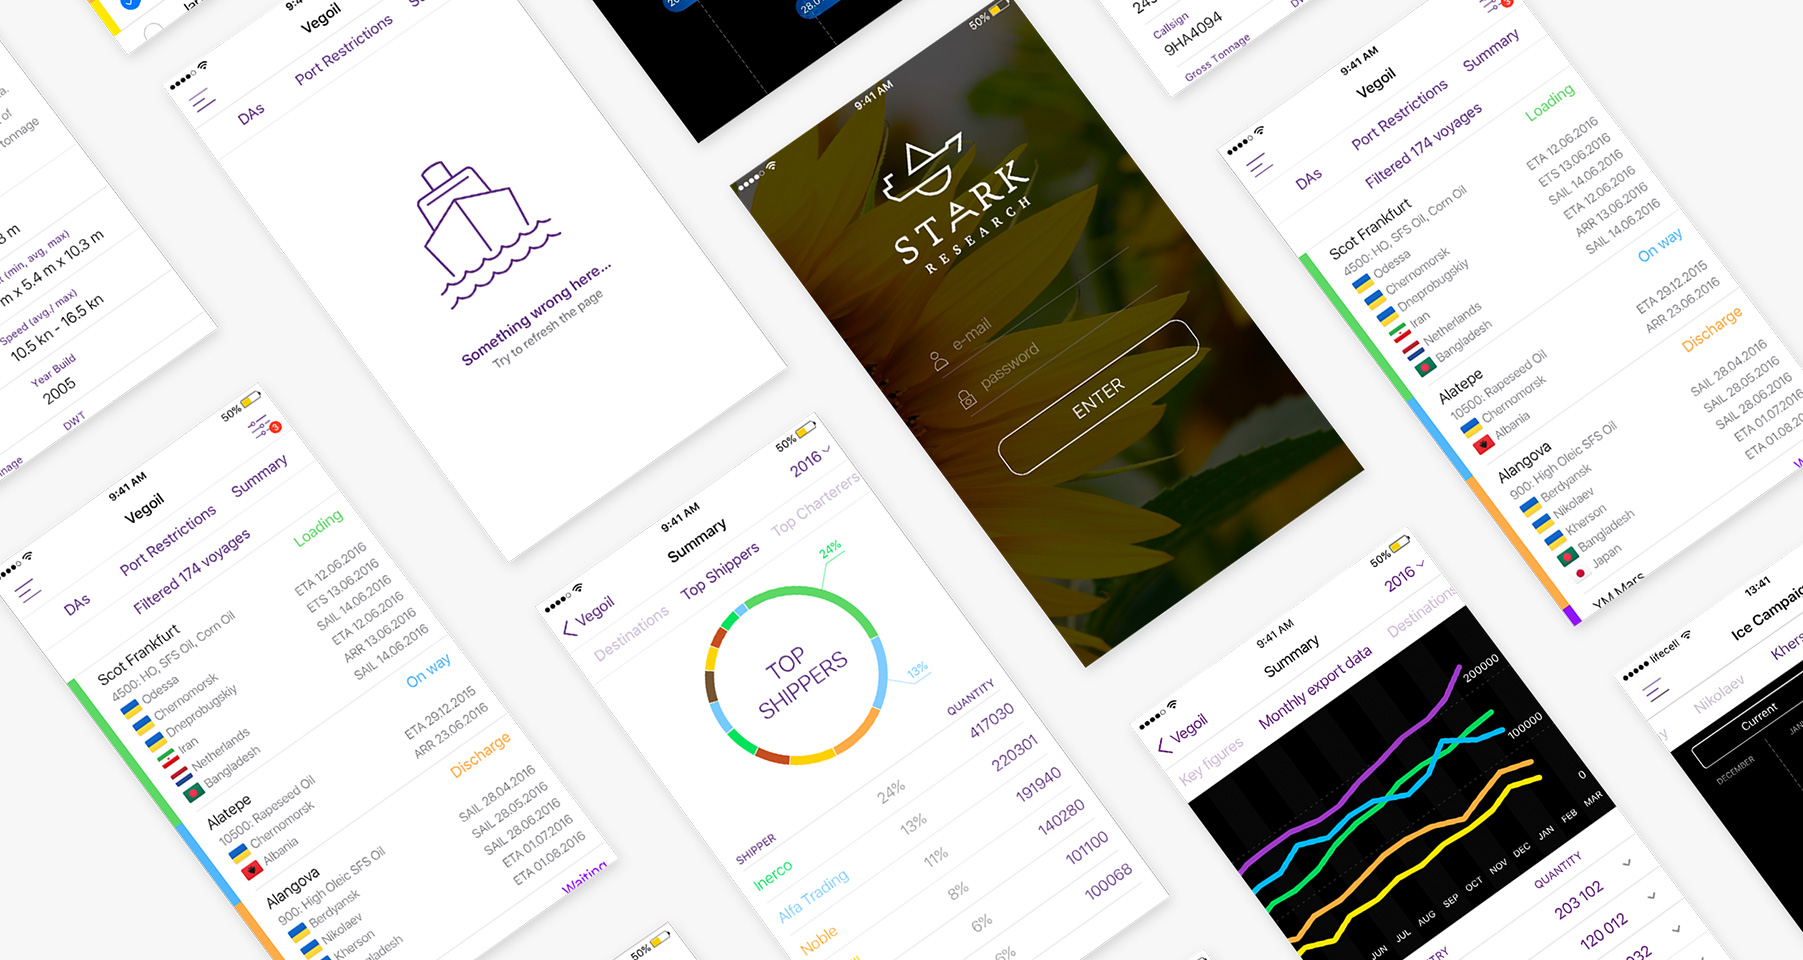 of
tonnage
(min, avg, max)
m x 5.4 m x 10.3 m
Speed (avg./ max)
10.5 kn - 16.5 kn
Year Build
2005
DWT
9:41 AM
Vegoil
DAs
Port Restrictions
Something wrong here...
Try to refresh the page
50%
9:41 AM
STARK
RESEARCH
e-mail
password
ENTER
Callsign
9HA4094
Gross Tonnage
3
9:41 AM
Vegoil
DAs
Port Restrictions
Summary
Filtered 174 voyages
Loading
Scot Frankfurt
4500: HO, SFS Oil, Corn Oil
Odessa
Chernomorsk
Dneprobugskiy
Iran
Netherlands
Bangladesh
ETA 12.06.2016
ETS 13.06.2016
SAIL 14.06.2016
ETA 12.06.2016
ARR 13.06.2016
SAIL 14.06.2016
On way
Alatepe
10500: Rapeseed Oil
Chernomorsk
Albania
ETA 29.12.2015
ARR 23.06.2016
Discharge
Alangova
900: High Oleic SFS Oil
Berdyansk
Nikolaev
Kherson
Bangladesh
Japan
SAIL 28.04.2016
SAIL 28.05.2016
SAIL 28.06.2016
ETA 01.07.2016
ETA 01.08.2016
YM Mars
50%
3
9:41 AM
Vegoil
DAs
Port Restrictions
Summary
Filtered 174 voyages
Loading
Scot Frankfurt
4500: HO, SFS Oil, Corn Oil
Odessa
Chernomorsk
Dneprobugskiy
Iran
Netherlands
Bangladesh
ETA 12.06.2016
ETS 13.06.2016
SAIL 14.06.2016
ETA 12.06.2016
ARR 13.06.2016
SAIL 14.06.2016
On way
Alatepe
10500: Rapeseed Oil
Chernomorsk
Albania
ETA 29.12.2015
ARR 23.06.2016
Discharge
Alangova
900: High Oleic SFS Oil
Berdyansk
Nikolaev
Kherson
SAIL 28.04.2016
SAIL 28.05.2016
SAIL 28.06.2016
ETA 01.07.2016
ETA 01.08.2016
Waiting
50%
9:41 AM
Vegoil
Summary
2016
Destinations
Top Shippers
Top Charterers
24%
13%
TOP
SHIPPERS
SHIPPER
QUANTITY
Inerco 24% 417030
Alfa Trading 13% 220301
Noble 11% 191940
8% 140280
6% 101100
100068
50%
50%
9:41 AM
Vegoil
Summary
2016
Key figures
Monthly export data
Destinations
200000
100000
0
JUN JUL AUG SEP OCT NOV DEC JAN FEB MAR
QUANTITY
203 102
120 012
lifecell
13:41
Ice Campaig
Nikolaev
Khers
Current
DECEMBER